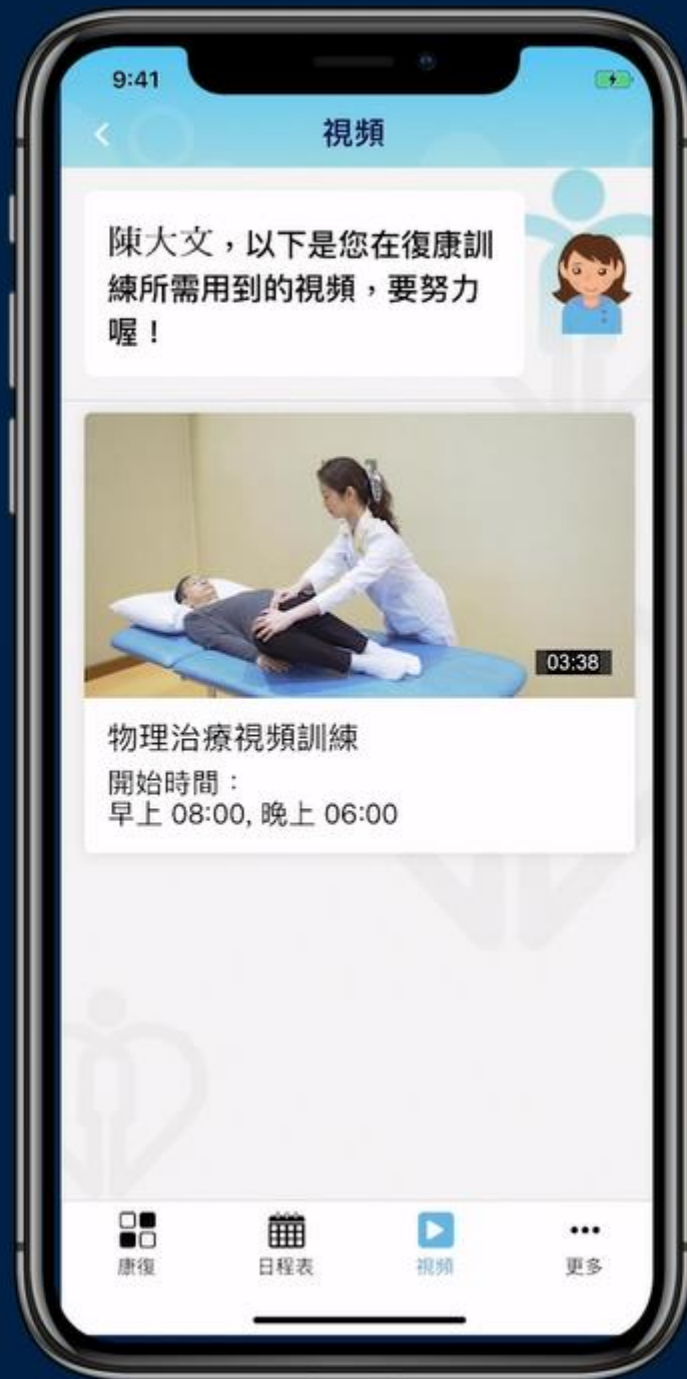 9:41
視頻
陳大文，以下是您在復康訓
練所需用到的視頻，要努力
喔！
03:38
物理治療視頻訓練
開始時間：
早上 08:00, 晚上 06:00
康復
日程表
視頻
更多